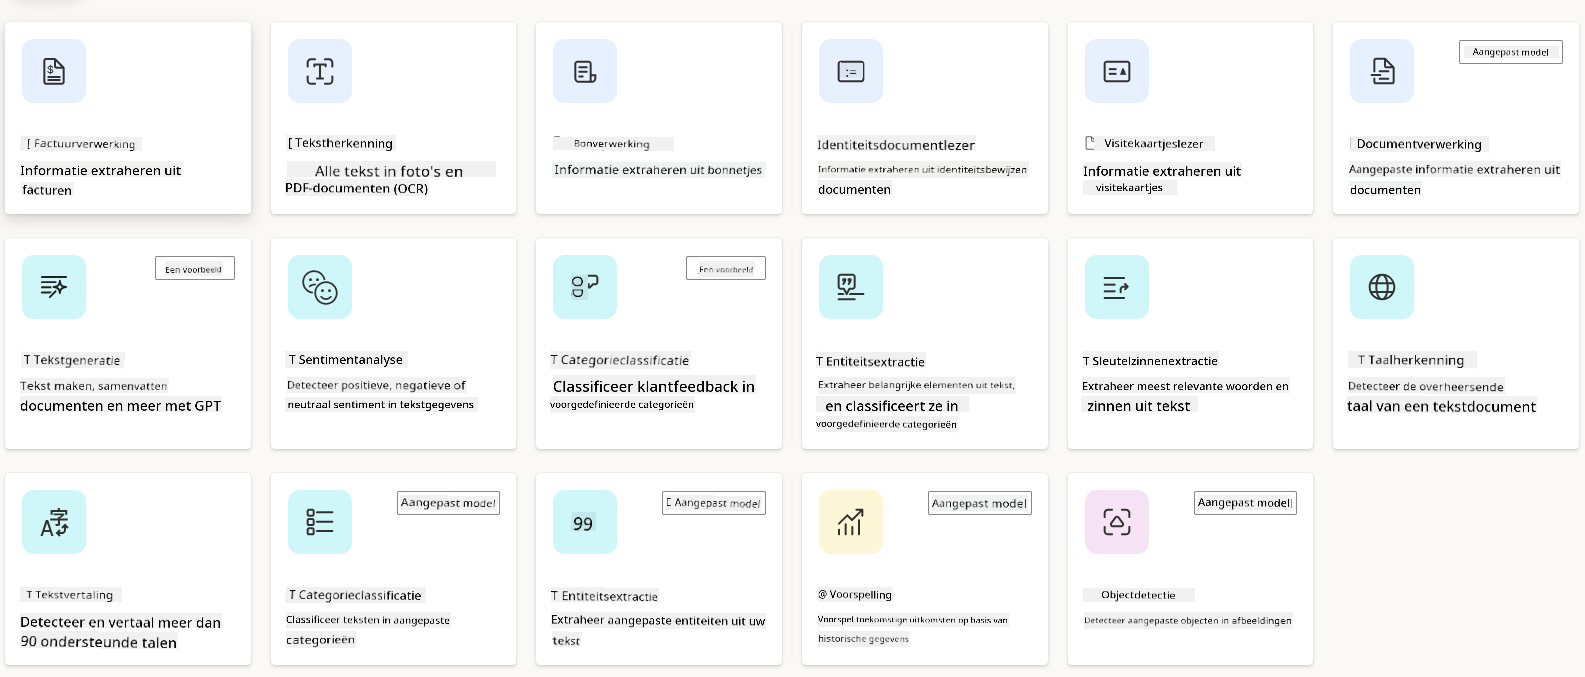 [ Factuurverwerking
Informatie extraheren uit
facturen
[ Tekstherkenning
Alle tekst in foto's en
PDF-documenten (OCR)
Bonverwerking
Informatie extraheren uit bonnetjes
Identiteitsdocumentlezer
Informatie extraheren uit identiteitsbewijzen
documenten
Visitekaartjeslezer
Informatie extraheren uit
visitekaartjes
Aangepast model
Documentverwerking
Aangepaste informatie extraheren uit
documenten
Een voorbeeld
T Tekstgeneratie
Tekst maken, samenvatten
documenten en meer met GPT
T Sentimentanalyse
Detecteer positieve, negatieve of
neutraal sentiment in tekstgegevens
Een voorbeeld
T Categorieclassificatie
Classificeer klantfeedback in
voorgedefinieerde categorieën
T Entiteitsextractie
Extraheer belangrijke elementen uit tekst,
en classificeert ze in
voorgedefinieerde categorieën
T Sleutelzinnenextractie
Extraheer meest relevante woorden en
zinnen uit tekst
T Taalherkenning
Detecteer de overheersende
taal van een tekstdocument
T Tekstvertaling
Detecteer en vertaal meer dan
90 ondersteunde talen
Aangepast model
T Categorieclassificatie
Classificeer teksten in aangepaste
categorieën
Aangepast model
99
T Entiteitsextractie
Extraheer aangepaste entiteiten uit uw
tekst
Aangepast model
@ Voorspelling
Voorspel toekomstige uitkomsten op basis van
historische gegevens
Aangepast model
Objectdetectie
Detecteer aangepaste objecten in afbeeldingen